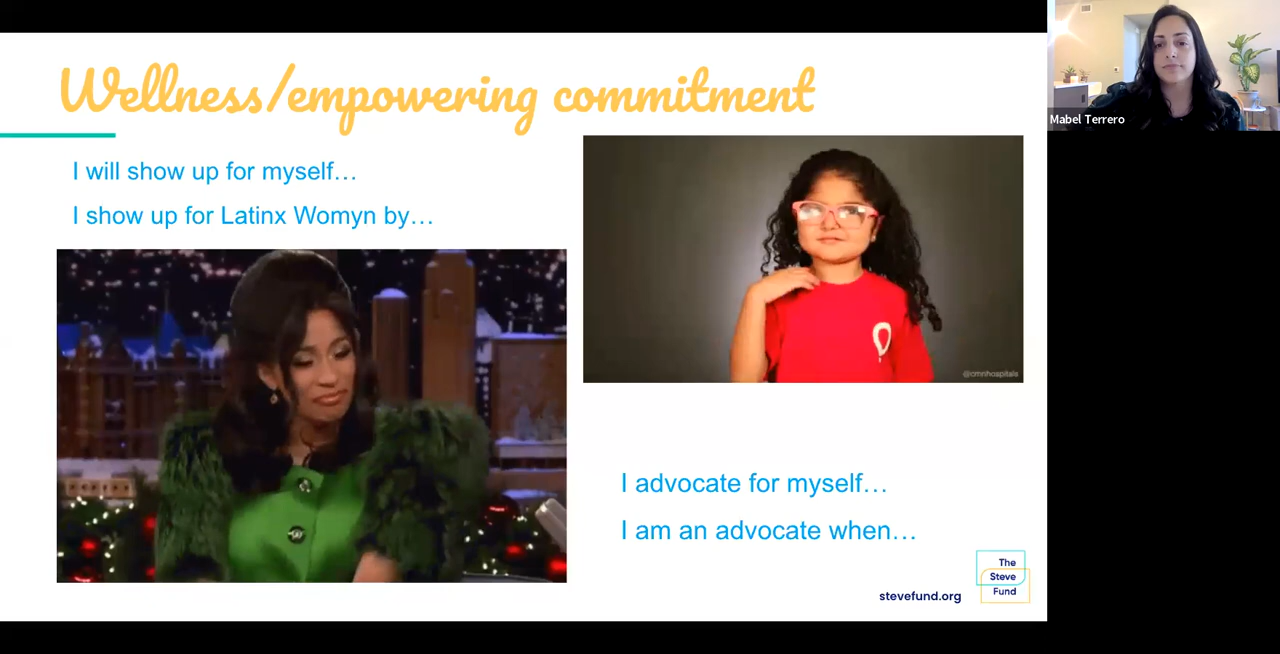 Wellness/empowering commitment
Mabel Terrero
I will show up for myself…
I show up for Latinx Womyn by…
@cmnhospitals
I advocate for myself…
I am an advocate when…
stevefund.org
The
Steve
Fund